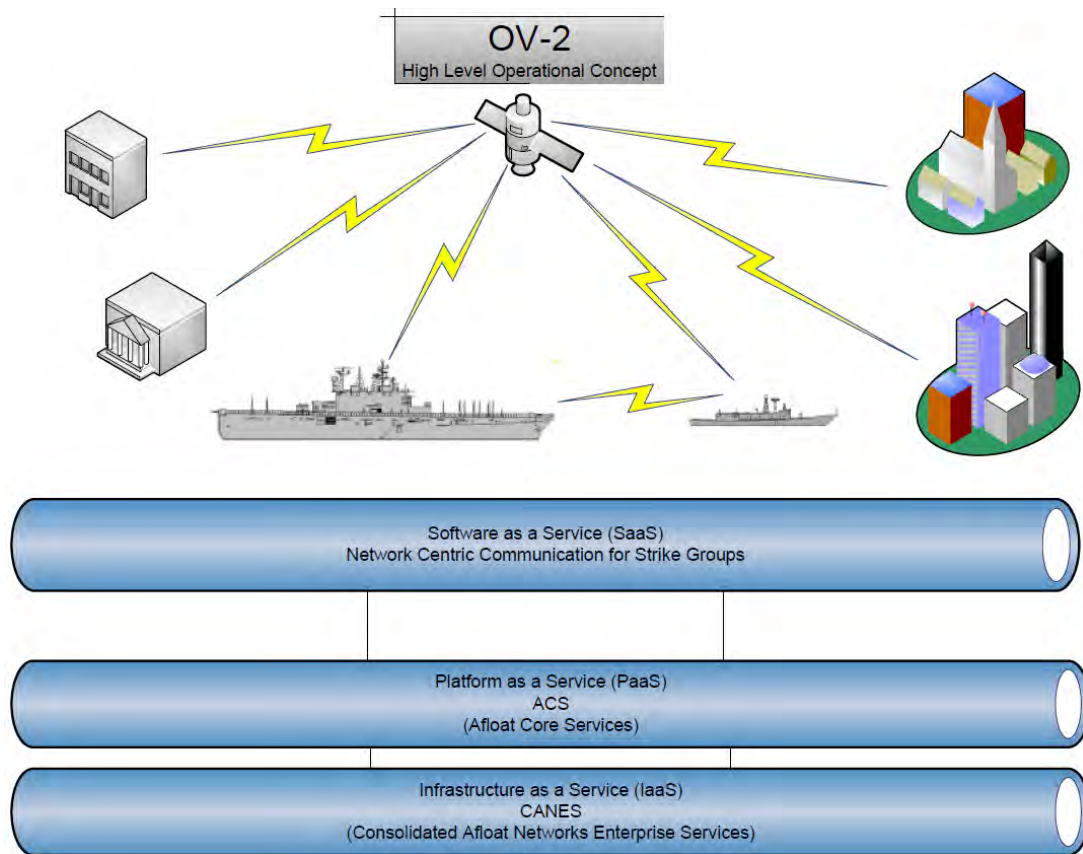 OV-2
High Level Operational Concept
Software as a Service (SaaS)
Network Centric Communication for Strike Groups
Platform as a Service (PaaS)
ACS
(Afloat Core Services)
Infrastructure as a Service (IaaS)
CANES
(Consolidated Afloat Networks Enterprise Services)